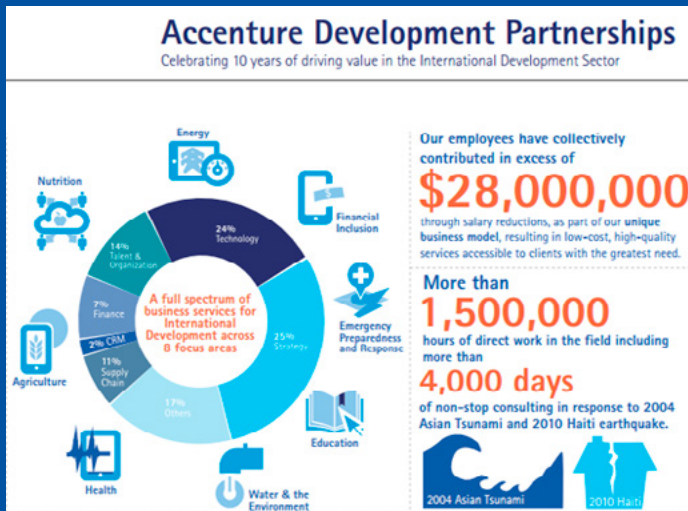 Accenture Development Partnerships
Celebrating 10 years of driving value in the International Development Sector
Energy
Nutrition
Financial
Inclusion
24%
Technology
14%
Talent &
Organization
7%
Finance
2% CRM
11%
Supply
Chain
17%
Others
25%
Strategy
A full spectrum of
business services for
International
Development across
8 focus areas
Emergency
Preparedness
and Response
Agriculture
Education
Health
Water & the
Environment
Our employees have collectively
contributed in excess of
$28,000,000
through salary reductions, as part of our unique
business model, resulting in low-cost, high-quality
services accessible to clients with the greatest need.
More than
1,500,000
hours of direct work in the field including
more than
4,000 days
of non-stop consulting in response to 2004
Asian Tsunami and 2010 Haiti earthquake.
2004 Asian Tsunami
2010 Haiti